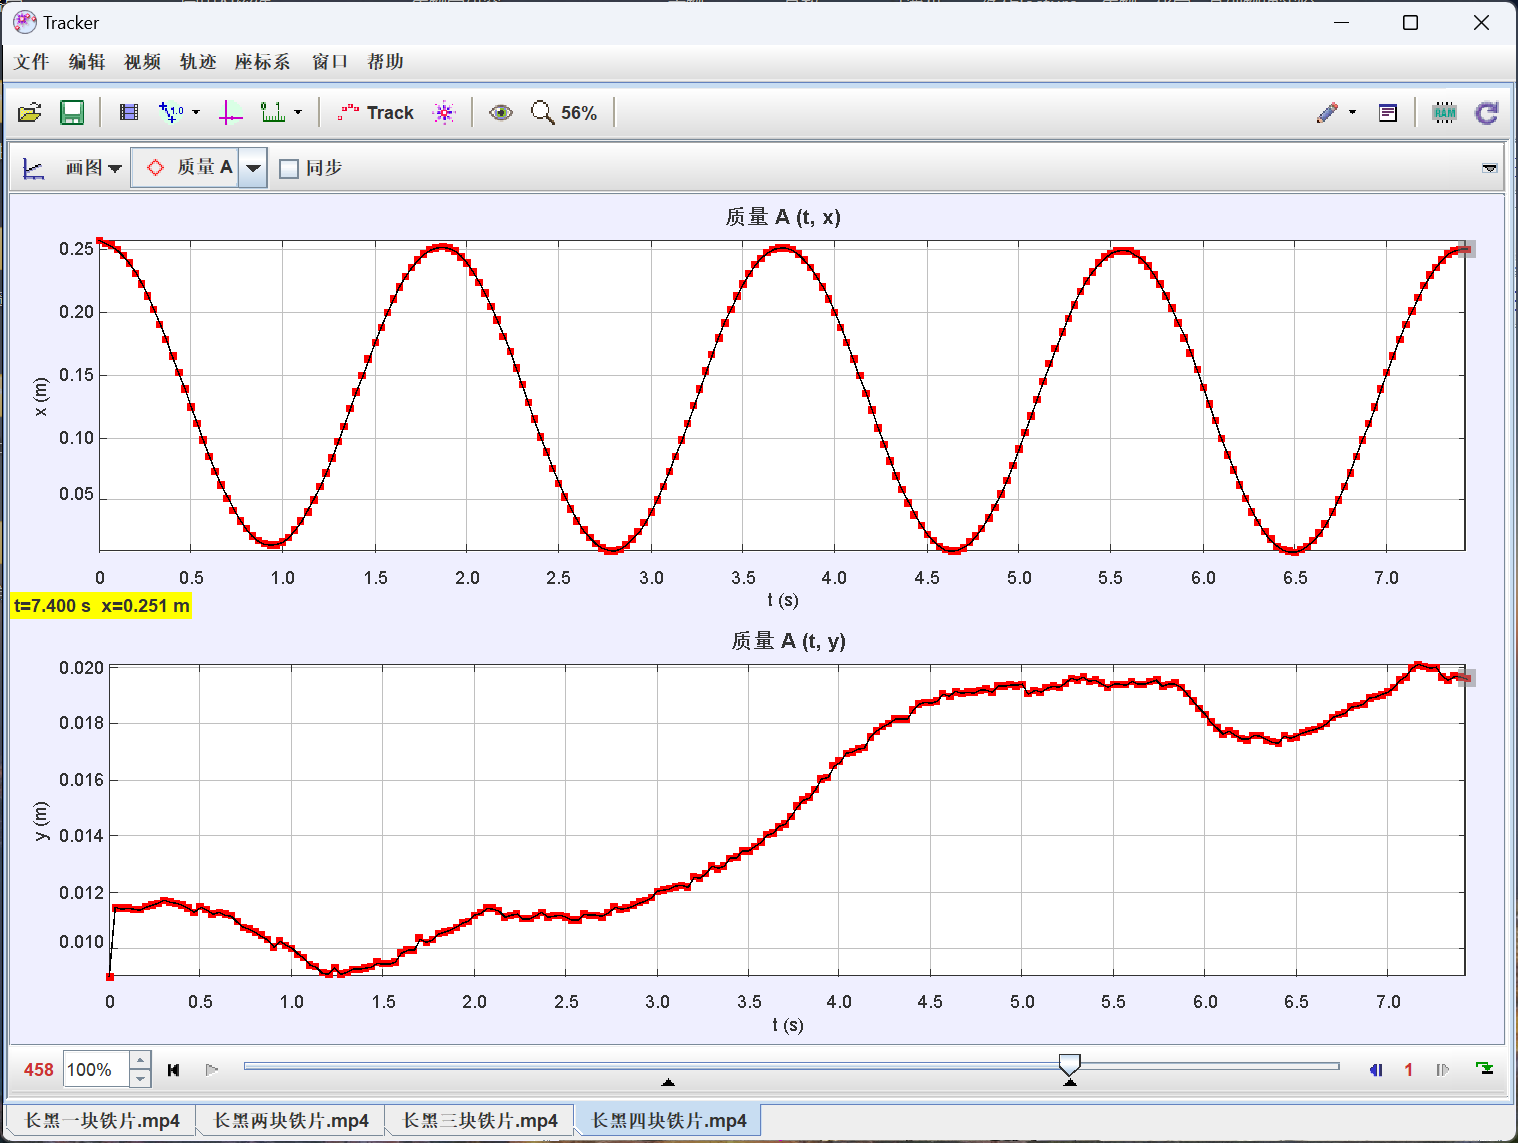 Tracker
文件 编辑 视频 轨迹 座标系 窗口 帮助
Track 56% RAM
画图 质量 A 同步
质量 A (t, x)
0.25
0.20
0.15
0.10
0.05
x (m)
0 0.5 1.0 1.5 2.0 2.5 3.0 3.5 4.0 4.5 5.0 5.5 6.0 6.5 7.0
t (s)
t=7.400 s x=0.251 m
质量 A (t, y)
0.020
0.018
0.016
0.014
0.012
0.010
y (m)
0 0.5 1.0 1.5 2.0 2.5 3.0 3.5 4.0 4.5 5.0 5.5 6.0 6.5 7.0
t (s)
458 100% 1
长黑一块铁片.mp4 长黑两块铁片.mp4 长黑三块铁片.mp4 长黑四块铁片.mp4